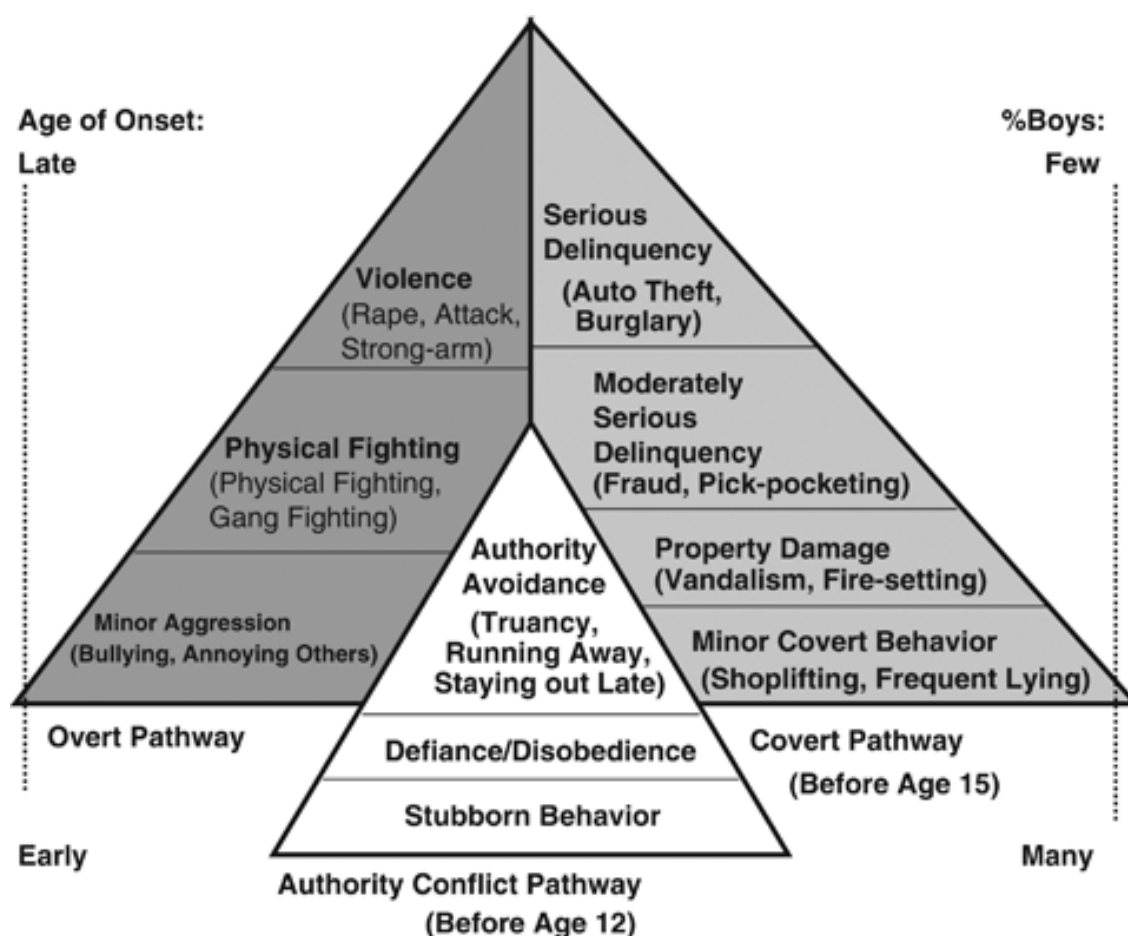 Age of Onset:
Late
%Boys:
Few
Violence
(Rape, Attack,
Strong-arm)
Physical Fighting
(Physical Fighting,
Gang Fighting)
Minor Aggression
(Bullying, Annoying Others)
Overt Pathway
Early
Serious
Delinquency
(Auto Theft,
Burglary)
Moderately
Serious
Delinquency
(Fraud, Pick-pocketing)
Property Damage
(Vandalism, Fire-setting)
Minor Covert Behavior
(Shoplifting, Frequent Lying)
Covert Pathway
(Before Age 15)
Many
Authority
Avoidance
(Truancy,
Running Away,
Staying out Late)
Defiance/Disobedience
Stubborn Behavior
Authority Conflict Pathway
(Before Age 12)